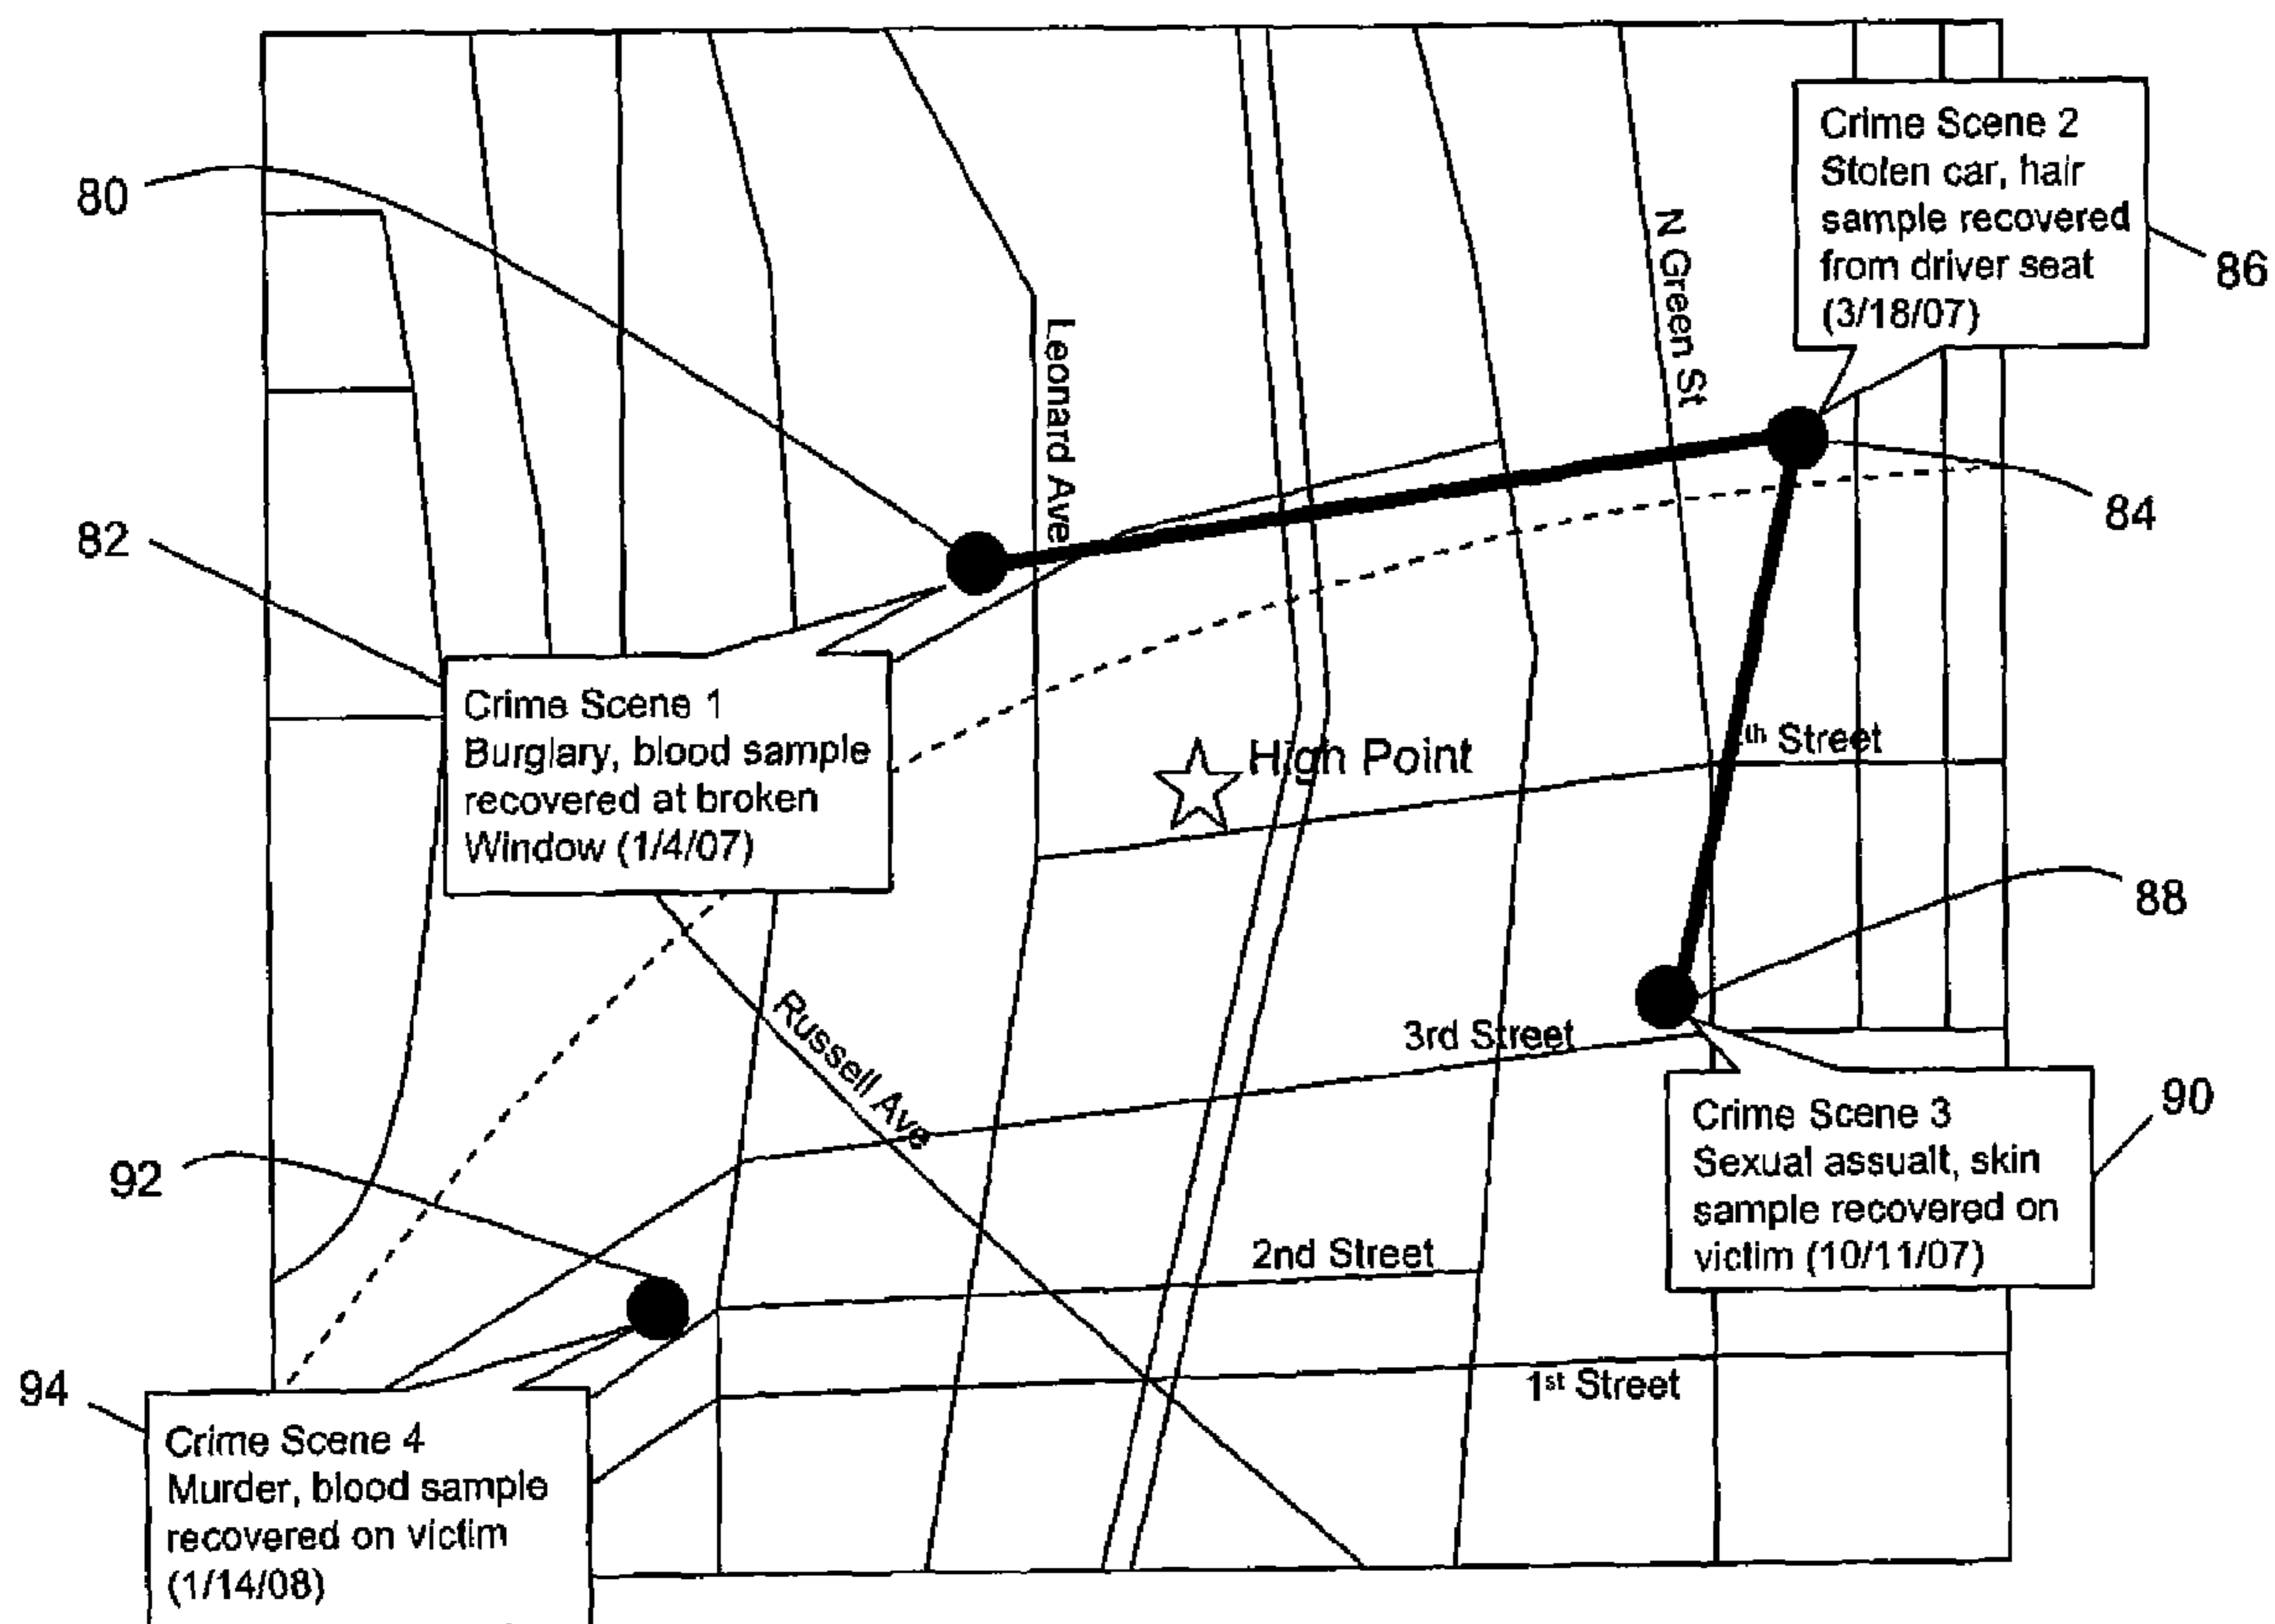 80
82
84
86
88
90
92
94
Crime Scene 2
Stolen car, hair
sample recovered
from driver seat
(3/18/07)
N Green St
Leonard Ave
Crime Scene 1
Burglary, blood sample
recovered at broken
Window (1/4/07)
High Point
th Street
Russell Ave
3rd Street
Crime Scene 3
Sexual assualt, skin
sample recovered on
victim (10/11/07)
2nd Street
1st Street
Crime Scene 4
Murder, blood sample
recovered on victim
(1/14/08)